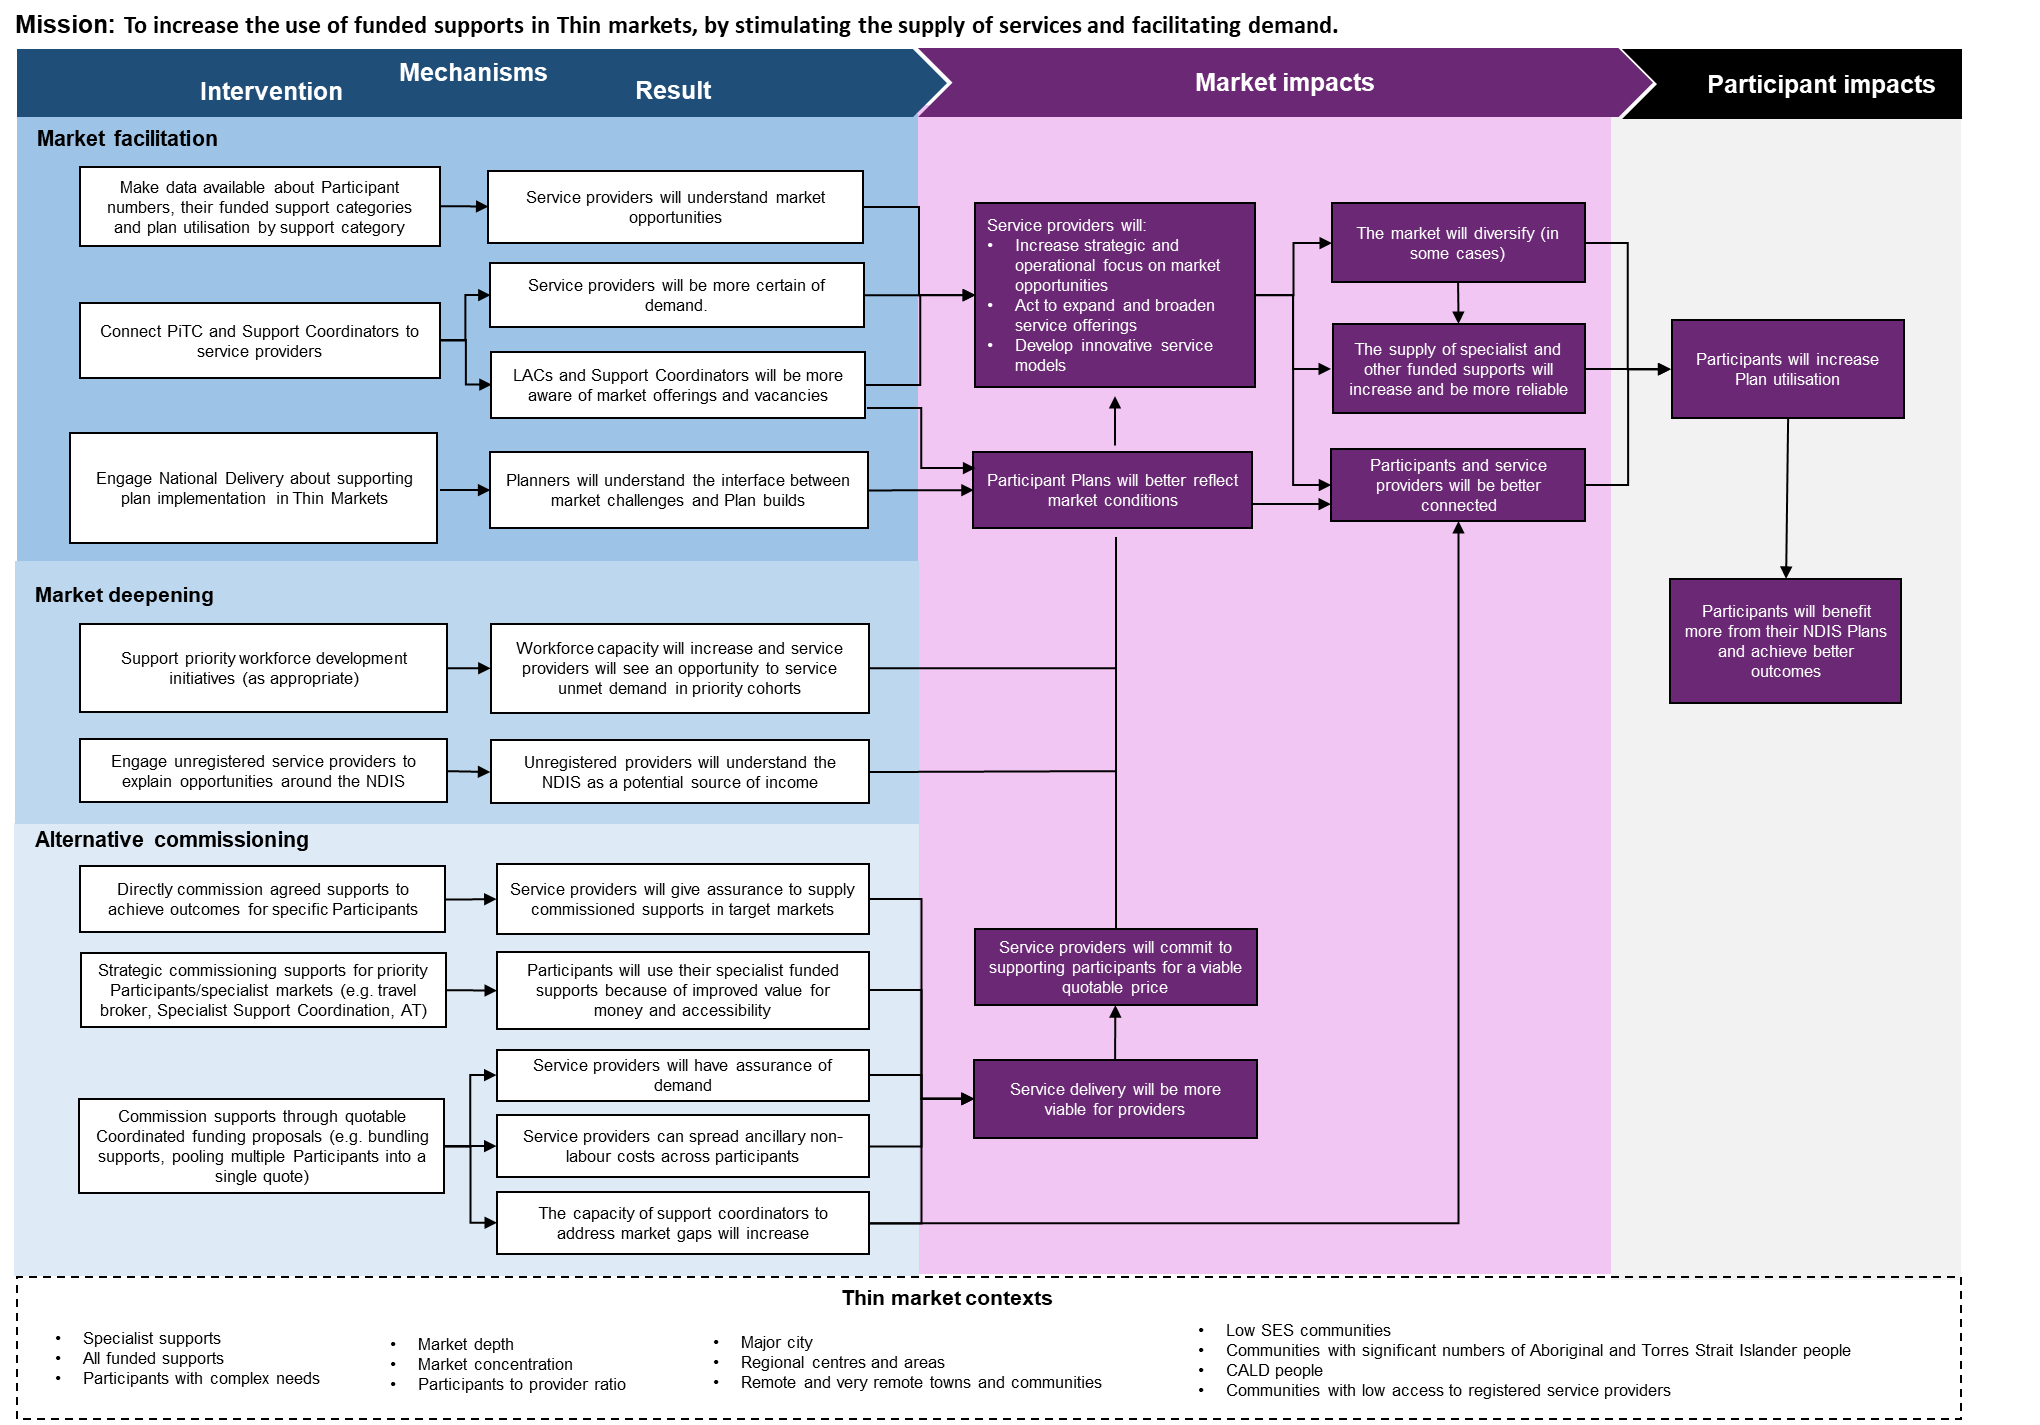 Mission: To increase the use of funded supports in Thin markets, by stimulating the supply of services and facilitating demand.
Mechanisms
Intervention
Result
Market impacts
Participant impacts
Market facilitation
Make data available about Participant
numbers, their funded support categories
and plan utilisation by support category
Service providers will understand market
opportunities
Connect PiTC and Support Coordinators to
service providers
Service providers will be more certain of
demand.
LACs and Support Coordinators will be more
aware of market offerings and vacancies
Engage National Delivery about supporting
plan implementation in Thin Markets
Planners will understand the interface between
market challenges and Plan builds
Service providers will:
• Increase strategic and
operational focus on market
opportunities
• Act to expand and broaden
service offerings
• Develop innovative service
models
Participant Plans will better reflect
market conditions
The market will diversify (in
some cases)
The supply of specialist and
other funded supports will
increase and be more reliable
Participants and service
providers will be better
connected
Participants will increase
Plan utilisation
Participants will benefit
more from their NDIS Plans
and achieve better
outcomes
Market deepening
Support priority workforce development
initiatives (as appropriate)
Workforce capacity will increase and service
providers will see an opportunity to service
unmet demand in priority cohorts
Engage unregistered service providers to
explain opportunities around the NDIS
Unregistered providers will understand the
NDIS as a potential source of income
Alternative commissioning
Directly commission agreed supports to
achieve outcomes for specific Participants
Service providers will give assurance to supply
commissioned supports in target markets
Strategic commissioning supports for priority
Participants/specialist markets (e.g. travel
broker, Specialist Support Coordination, AT)
Participants will use their specialist funded
supports because of improved value for
money and accessibility
Commission supports through quotable
Coordinated funding proposals (e.g. bundling
supports, pooling multiple Participants into a
single quote)
Service providers will have assurance of
demand
Service providers can spread ancillary non-
labour costs across participants
The capacity of support coordinators to
address market gaps will increase
Service providers will commit to
supporting participants for a viable
quotable price
Service delivery will be more
viable for providers
Thin market contexts
• Specialist supports
• All funded supports
• Participants with complex needs
• Market depth
• Market concentration
• Participants to provider ratio
• Major city
• Regional centres and areas
• Remote and very remote towns and communities
• Low SES communities
• Communities with significant numbers of Aboriginal and Torres Strait Islander people
• CALD people
• Communities with low access to registered service providers